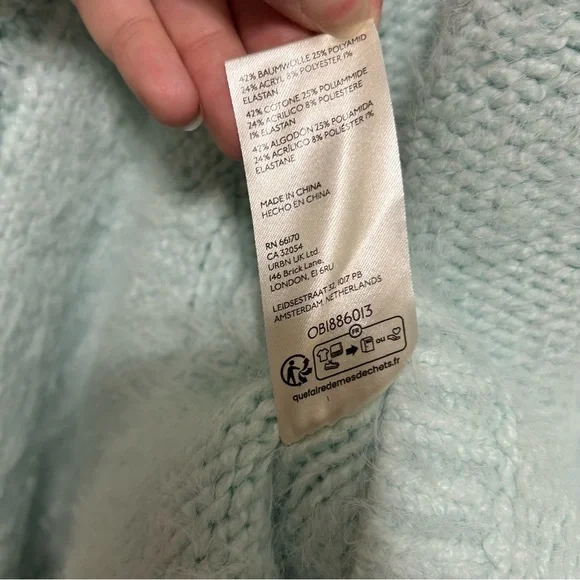 42% BAUMWOLLE 25% POLYAMID
24% ACRYL 8% POLYESTER 1%
ELASTAN
42% COTONE 25% POLIAMMIDE
24% ACRILICO 8% POLIESTERE
1% ELASTAN
42% ALGODÓN 25% POLIAMIDA
24% ACRÍLICO 8% POLIÉSTER 1%
ELASTANE
MADE IN CHINA
HECHO EN CHINA
RN 66170
CA 32054
URBN UK Ltd
146 Brick Lane,
LONDON, E1 6RU
LEIDSESTRAAT 32, 1017 PB
AMSTERDAM, NETHERLANDS
OB1886013
FR
ou
quefairedemesdechets.fr